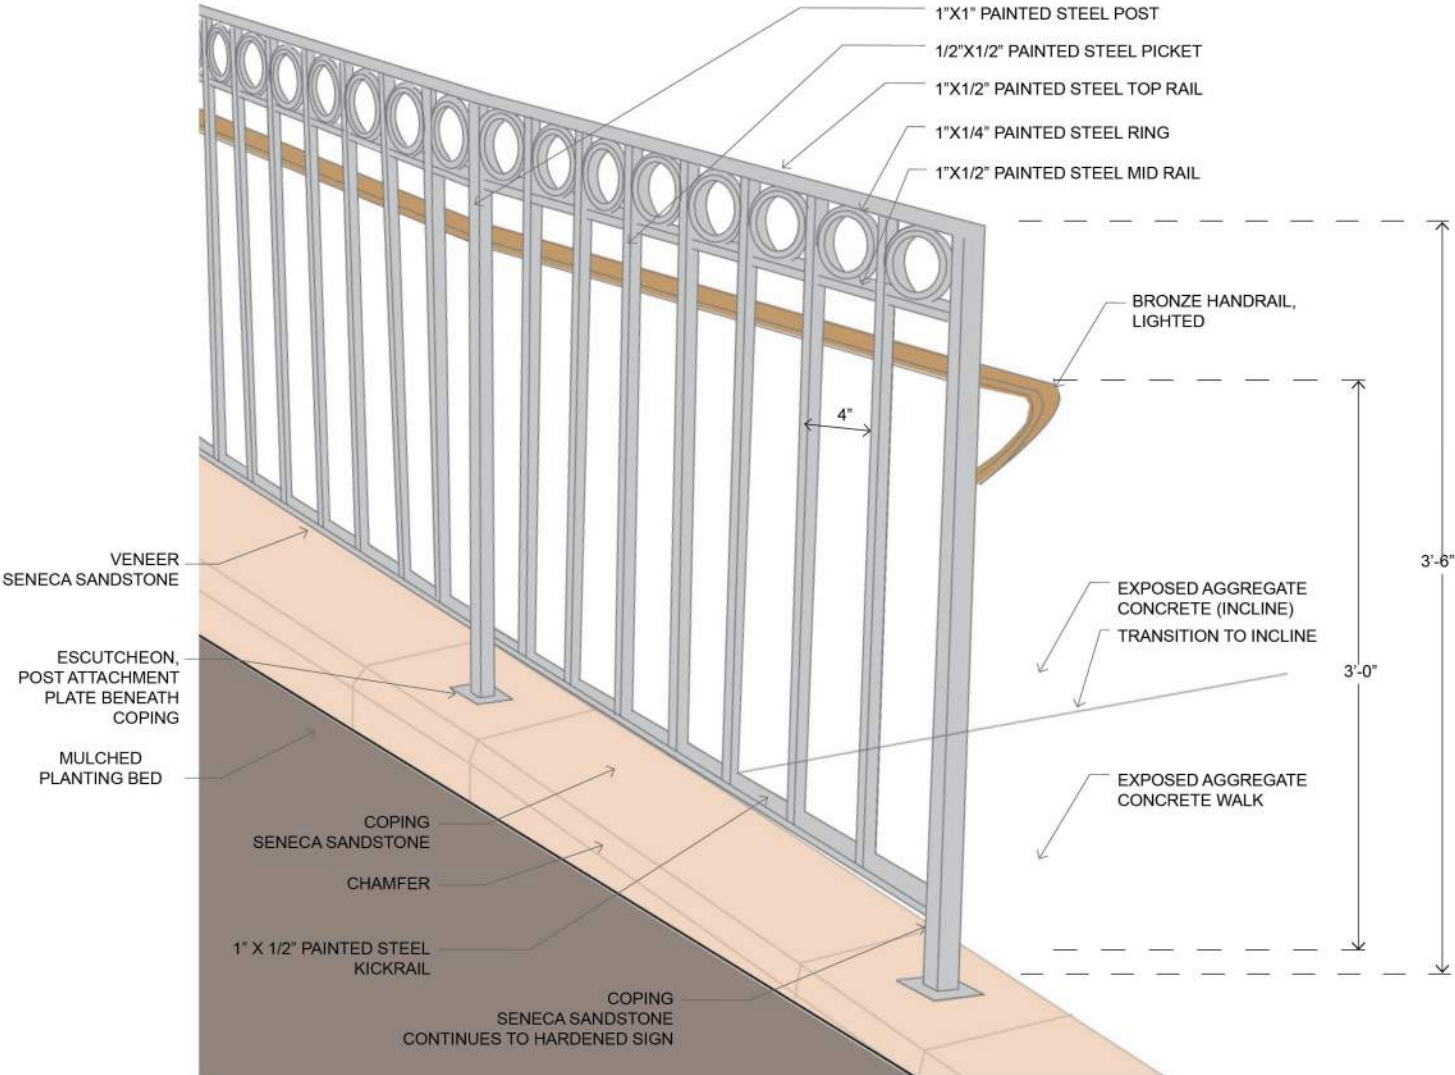 1”X1” PAINTED STEEL POST
1/2”X1/2” PAINTED STEEL PICKET
1”X1/2” PAINTED STEEL TOP RAIL
1”X1/4” PAINTED STEEL RING
1”X1/2” PAINTED STEEL MID RAIL
BRONZE HANDRAIL,
LIGHTED
4”
3’-6”
EXPOSED AGGREGATE
CONCRETE (INCLINE)
TRANSITION TO INCLINE
3’-0”
EXPOSED AGGREGATE
CONCRETE WALK
VENEER
SENECA SANDSTONE
ESCUTCHEON,
POST ATTACHMENT
PLATE BENEATH
COPING
MULCHED
PLANTING BED
COPING
SENECA SANDSTONE
CHAMFER
1” X 1/2” PAINTED STEEL
KICKRAIL
COPING
SENECA SANDSTONE
CONTINUES TO HARDENED SIGN